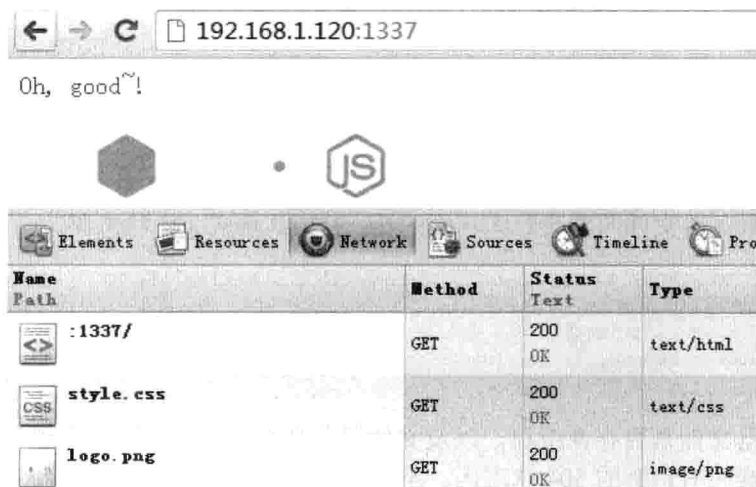 192.168.1.120:1337
Oh, good~!
JS
Elements Resources Network Sources Timeline Pro
Name Method Status Type
Path Text
<> :1337/ GET 200 text/html
OK
CSS style.css GET 200 text/css
OK
logo.png GET 200 image/png
OK